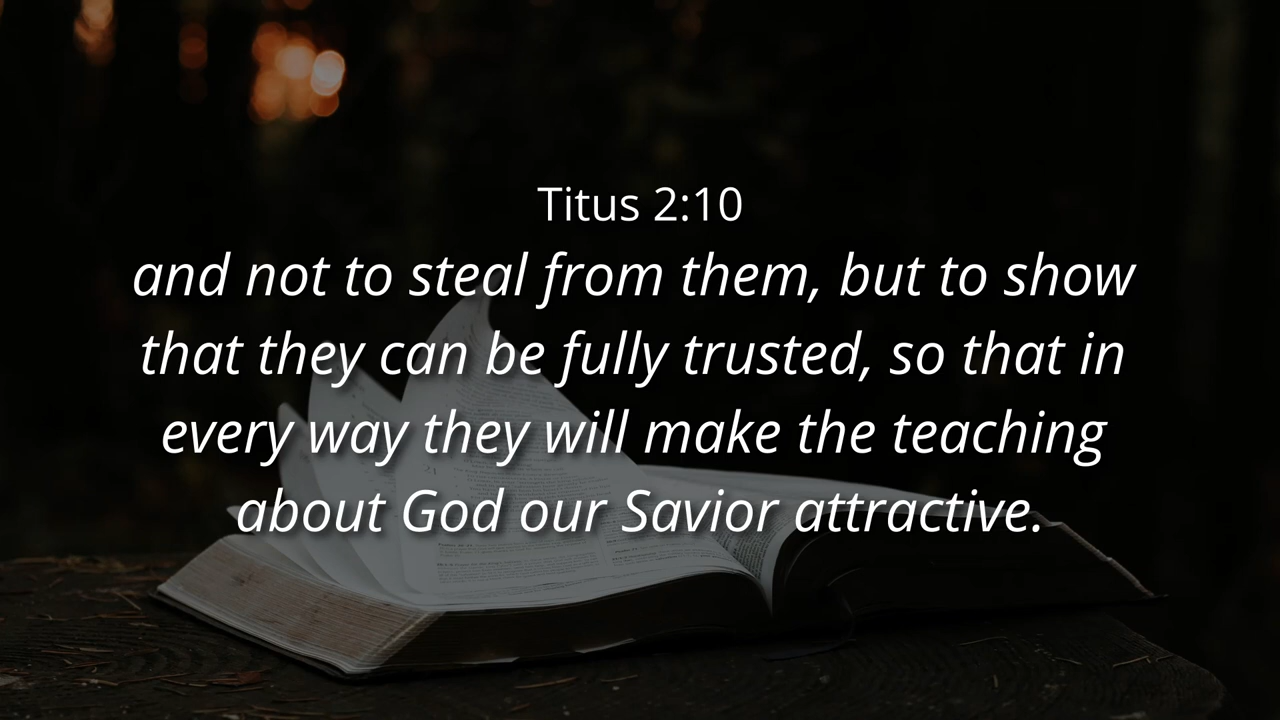 Titus 2:10
and not to steal from them, but to show
that they can be fully trusted, so that in
every way they will make the teaching
about God our Savior attractive.